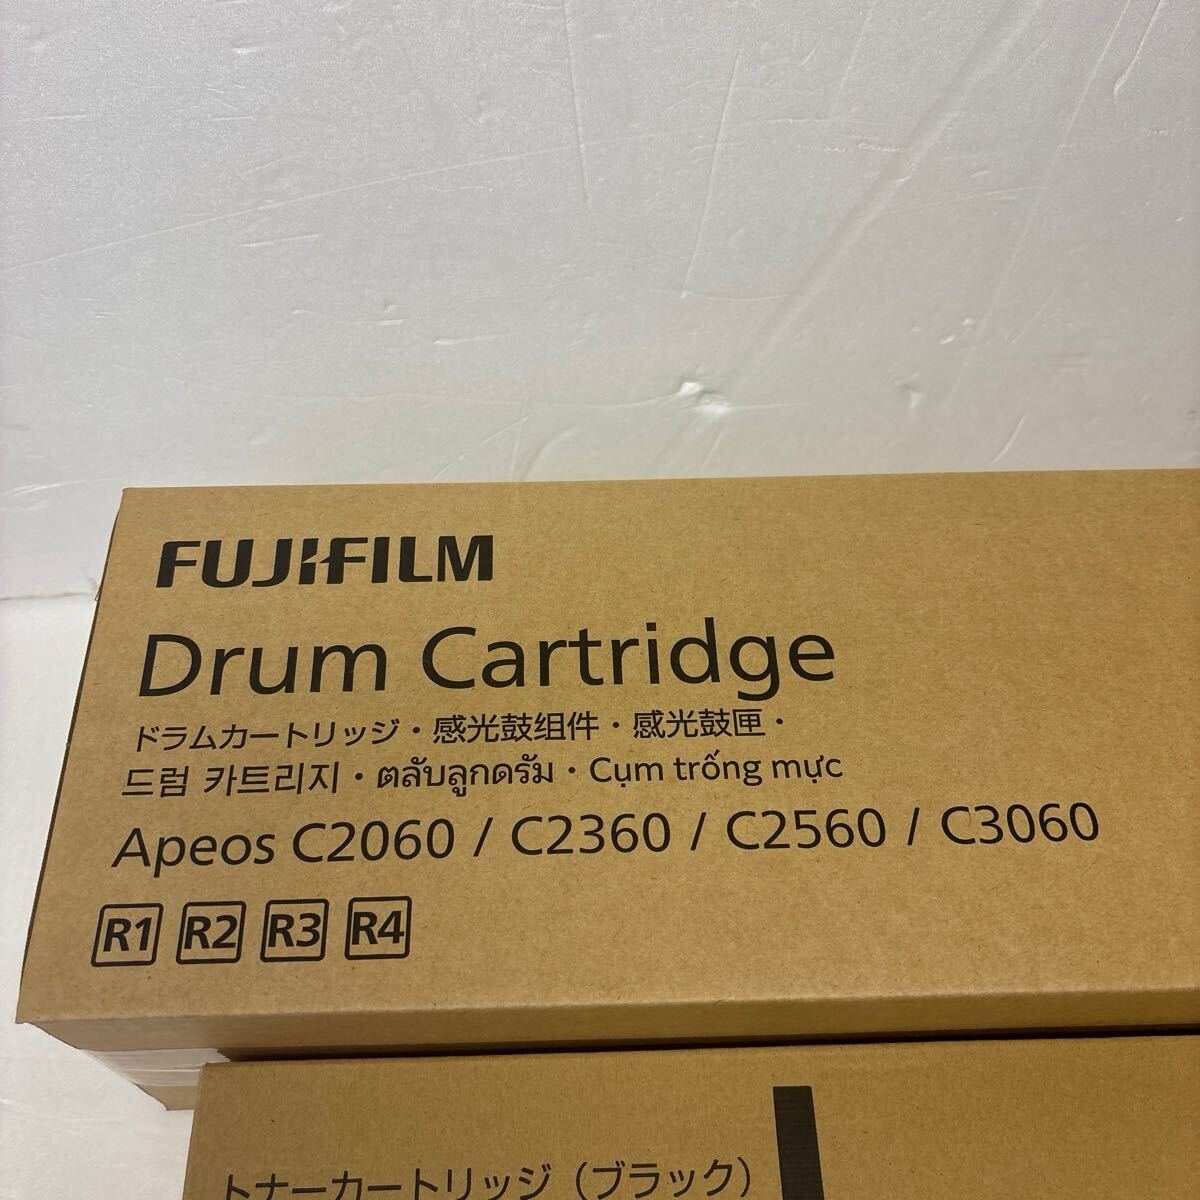 FUJIFILM
Drum Cartridge
ドラムカートリッジ・感光鼓组件・感光鼓匣・
드럼 카트리지・ตลับลูกดรัม・Cụm trống mực
Apeos C2060 / C2360 / C2560 / C3060
R1 R2 R3 R4
トナーカートリッジ（ブラック）